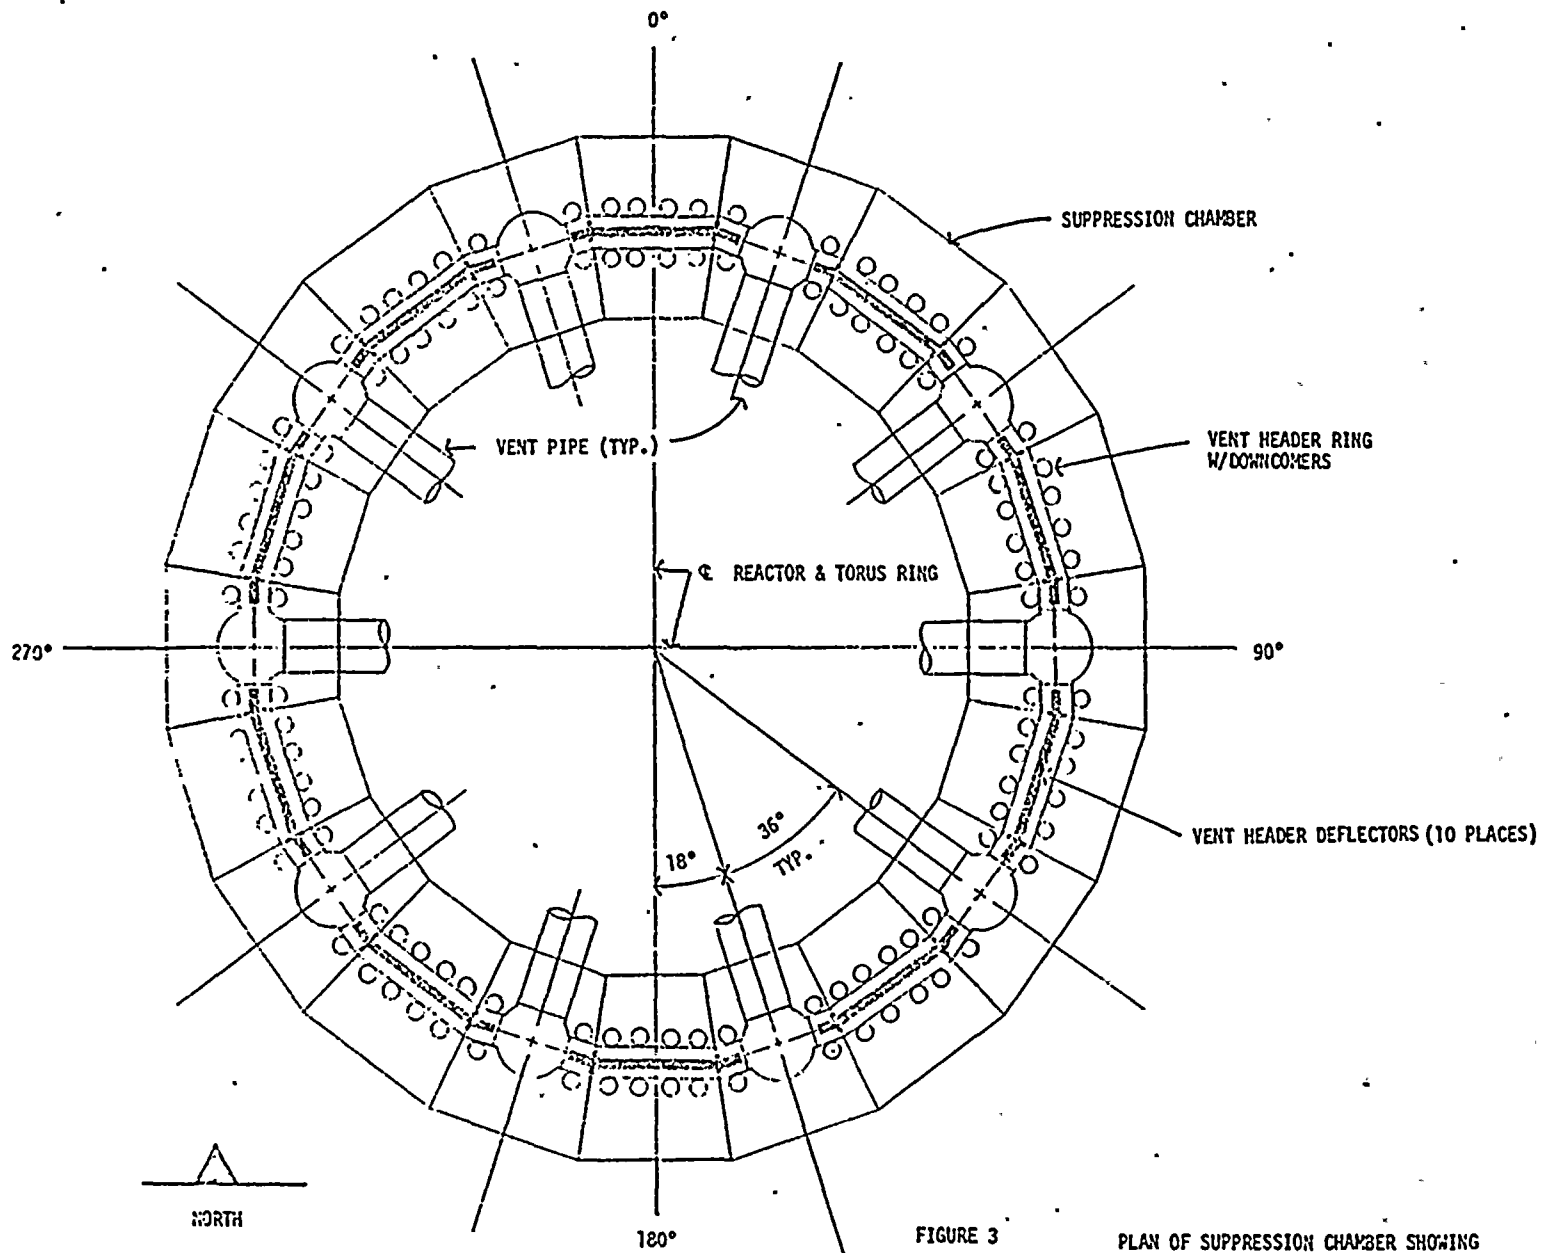 0°
SUPPRESSION CHAMBER
VENT PIPE (TYP.)
VENT HEADER RING
W/DOWNCOMERS
℄ REACTOR & TORUS RING
270°
90°
36°
TYP.
18°
VENT HEADER DEFLECTORS (10 PLACES)
NORTH
180°
FIGURE 3
PLAN OF SUPPRESSION CHAMBER SHOWING